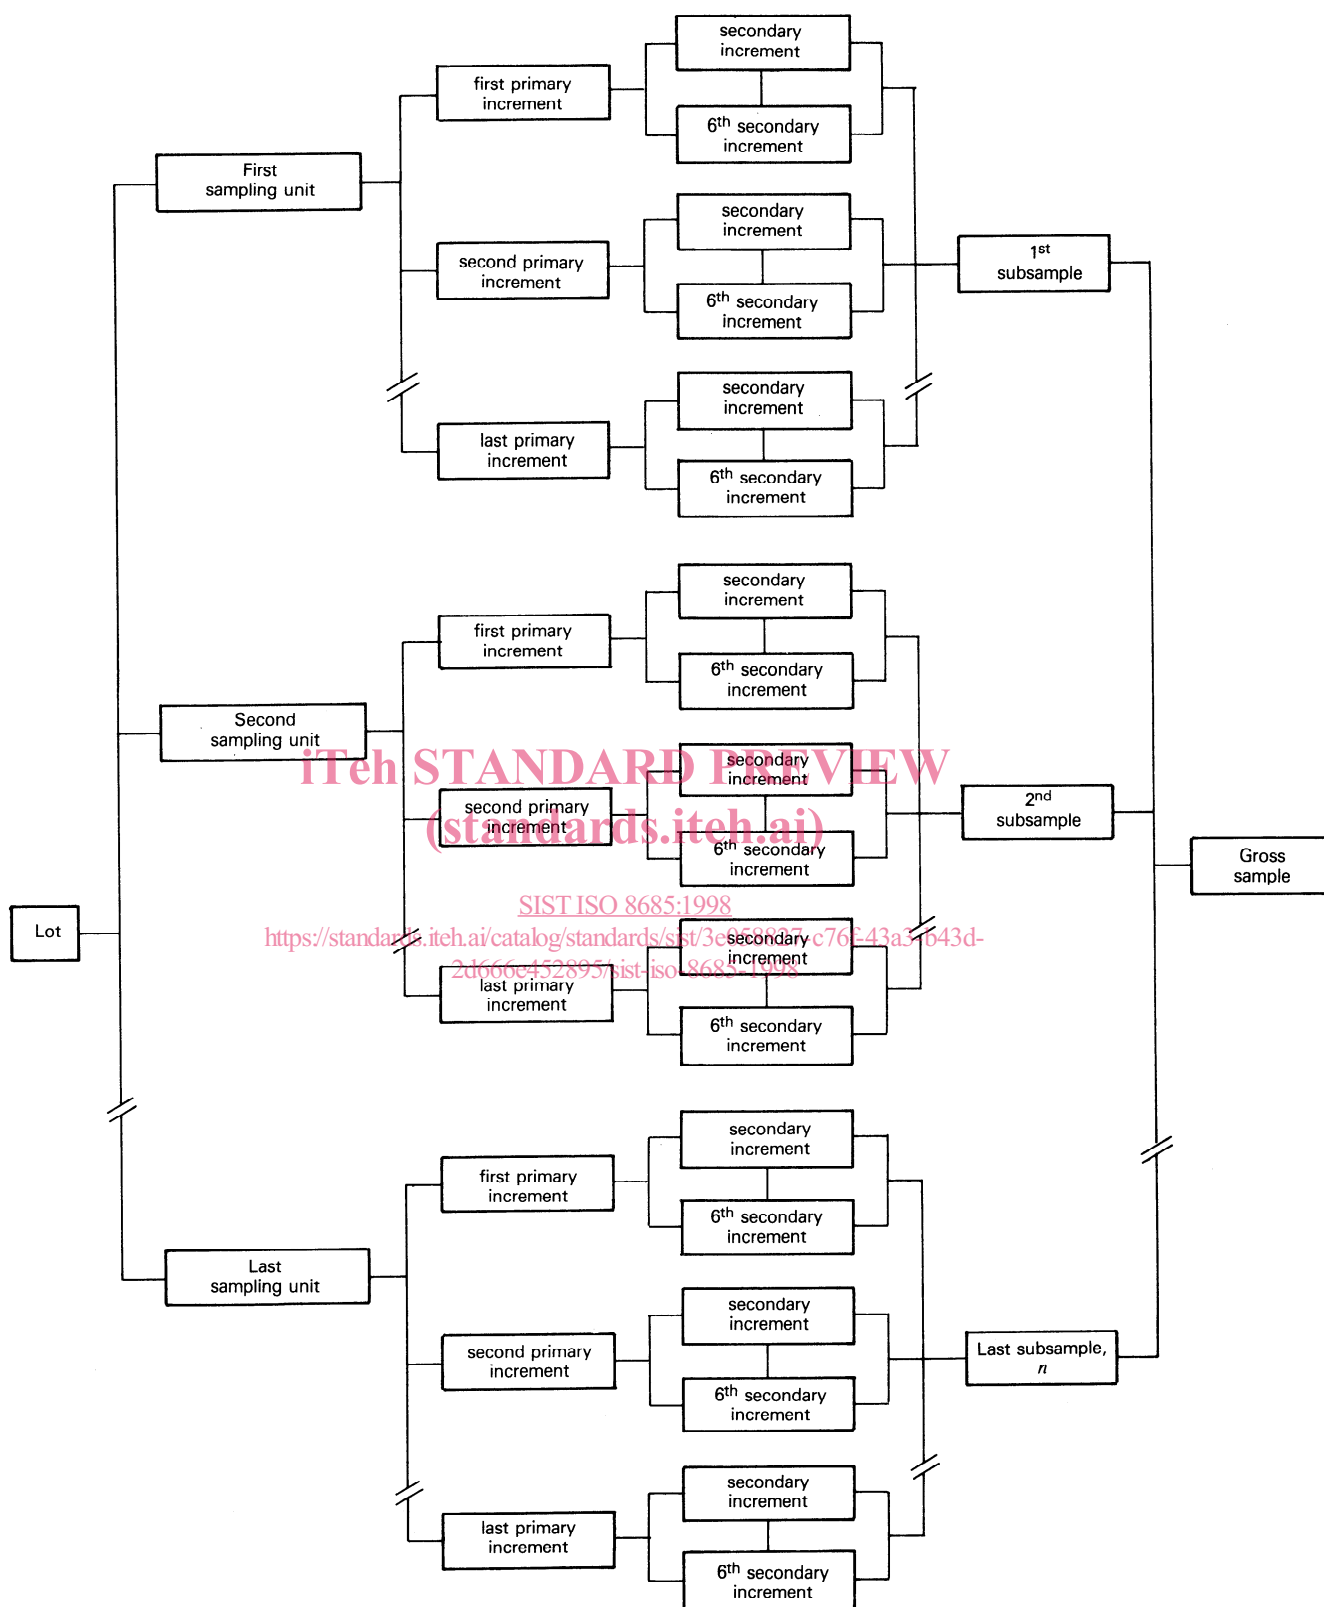 secondary
increment
first primary
increment
6th secondary
increment
First
sampling unit
secondary
increment
second primary
increment
1st
subsample
6th secondary
increment
secondary
increment
last primary
increment
6th secondary
increment
secondary
increment
first primary
increment
6th secondary
increment
Second
sampling unit
iTeh STANDARD PREVIEW
secondary
increment
second primary
increment
2nd
subsample
(standards.iteh.ai)
6th secondary
increment
Gross
sample
Lot
SIST ISO 8685:1998
https://standards.iteh.ai/catalog/standards/sist/3e958827-c76f-43a3-b43d-
2d666e452895/sist-iso-8685-1998
secondary
increment
last primary
increment
6th secondary
increment
secondary
increment
first primary
increment
6th secondary
increment
Last
sampling unit
secondary
increment
second primary
increment
Last subsample,
n
6th secondary
increment
secondary
increment
last primary
increment
6th secondary
increment